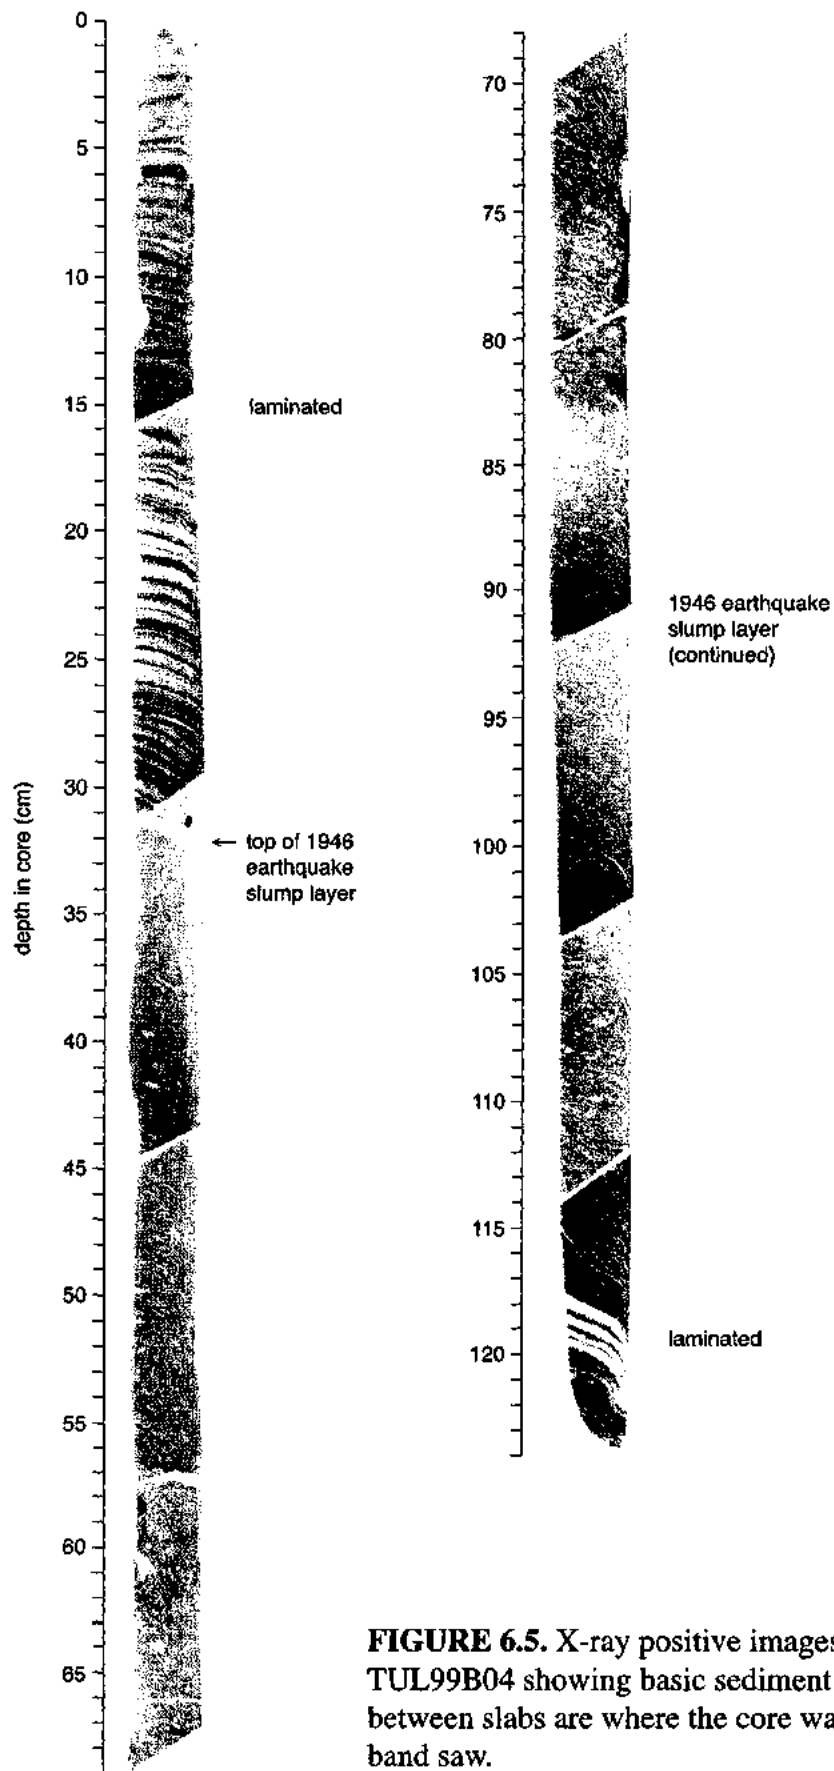 0
5
10
15
20
25
30
35
40
45
50
55
60
65
depth in core (cm)
laminated
← top of 1946
earthquake
slump layer
70
75
80
85
90
95
100
105
110
115
120
1946 earthquake
slump layer
(continued)
laminated
FIGURE 6.5. X-ray positive images
TUL99B04 showing basic sediment
between slabs are where the core wa
band saw.